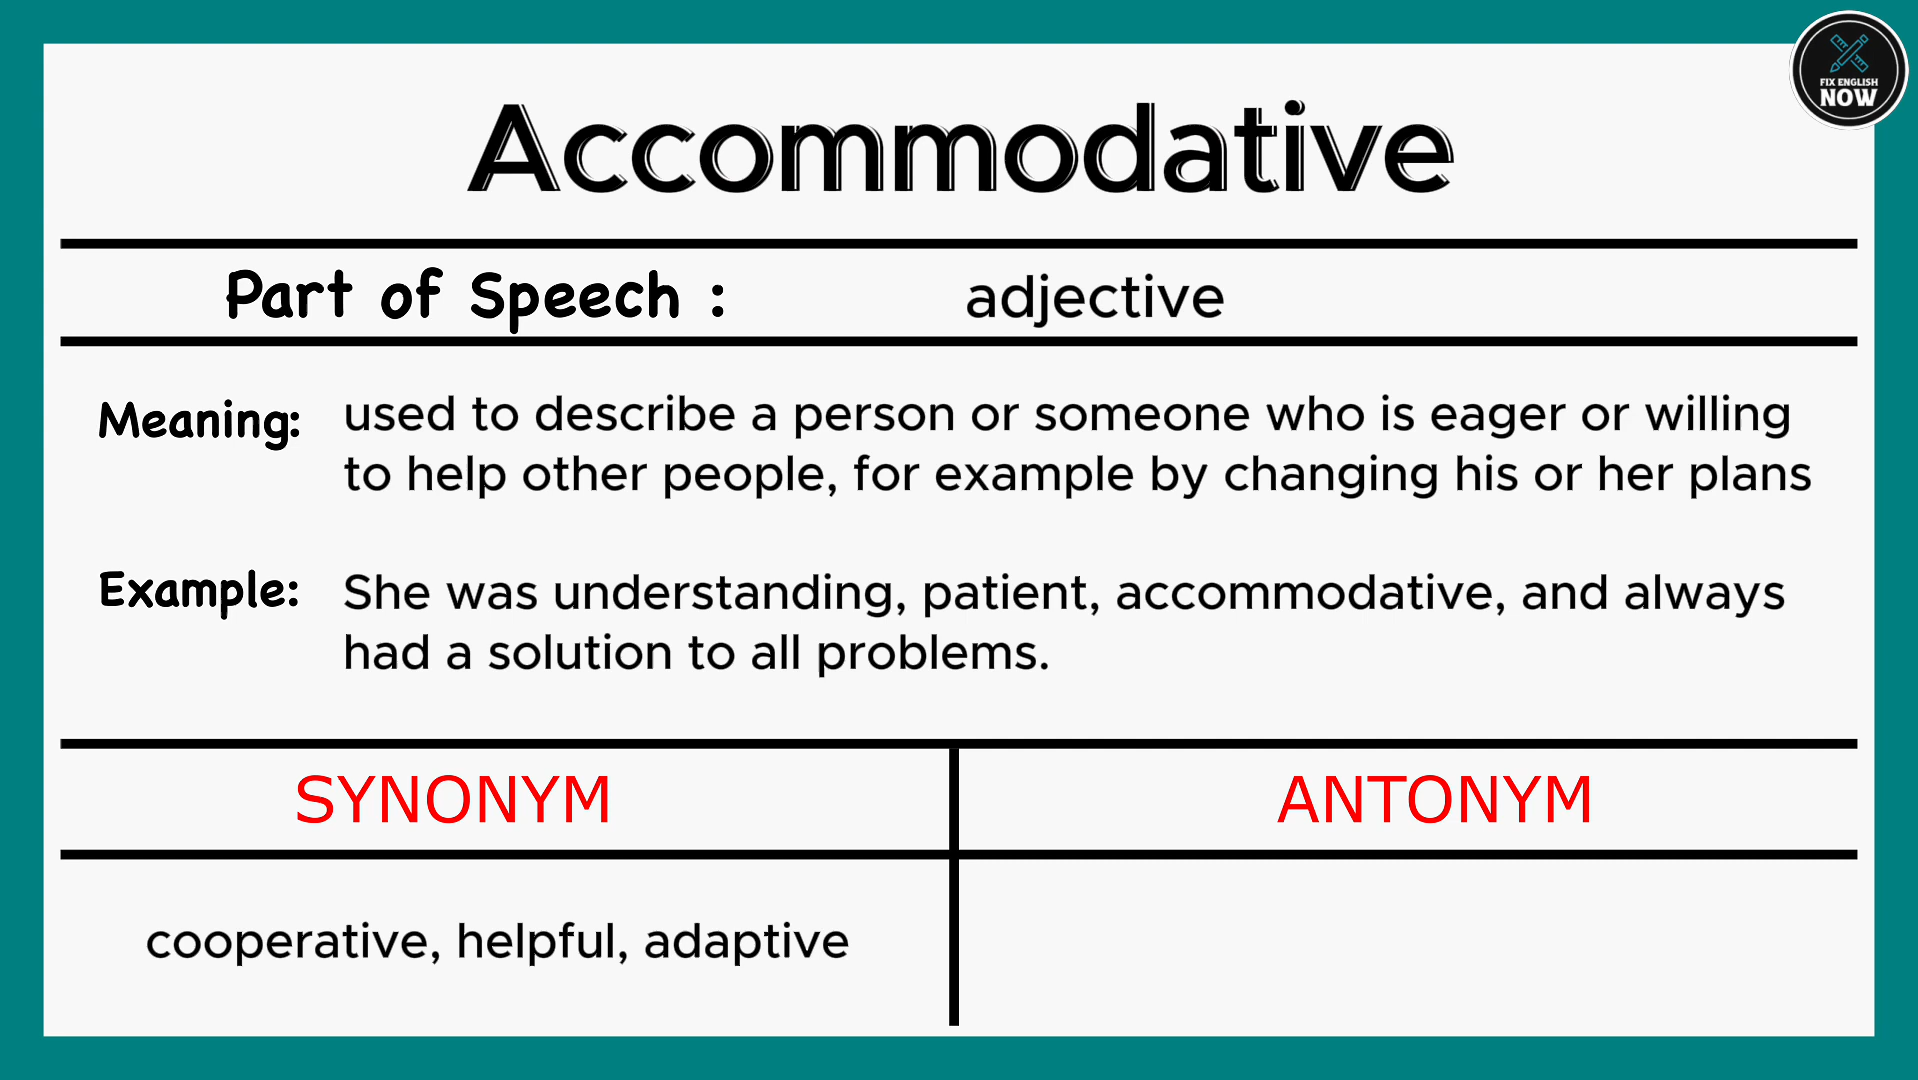 FIX ENGLISH
NOW
Accommodative
Part of Speech : adjective
Meaning: used to describe a person or someone who is eager or willing
to help other people, for example by changing his or her plans
Example: She was understanding, patient, accommodative, and always
had a solution to all problems.
SYNONYM ANTONYM
cooperative, helpful, adaptive